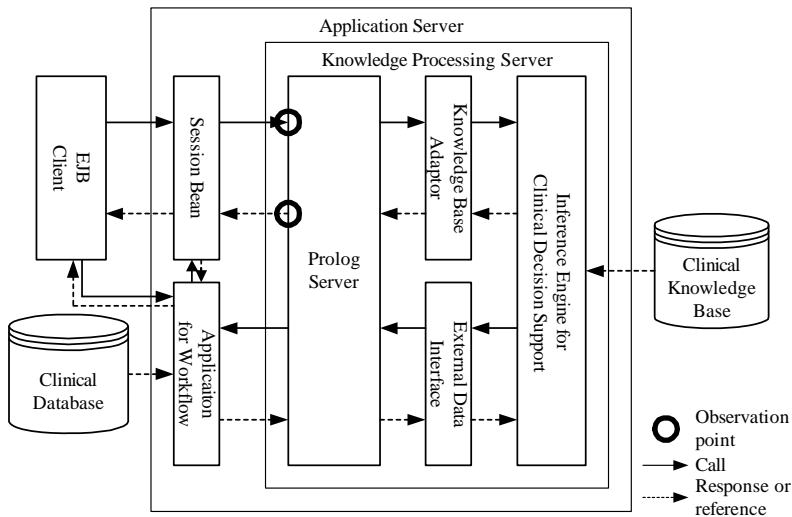 Application Server
Knowledge Processing Server
EJB
Client
Session Bean
Prolog
Server
Knowledge Base
Adaptor
Inference Engine for
Clinical Decision Support
Clinical
Knowledge
Base
Clinical
Database
Applicaiton
for Workflow
External Data
Interface
Observation
point
Call
Response or
reference